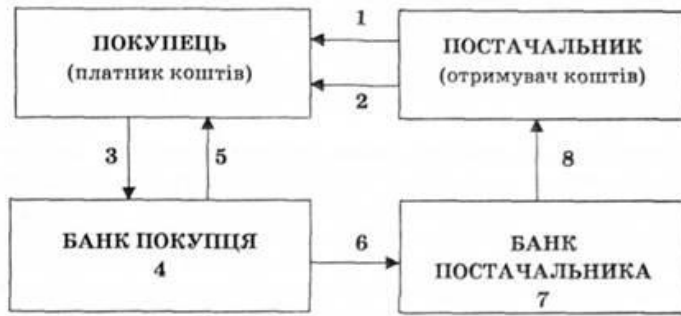 ПОКУПЕЦЬ
(платник коштів)
1
2
ПОСТАЧАЛЬНИК
(отримувач коштів)
3
5
8
БАНК ПОКУПЦЯ
4
6
БАНК
ПОСТАЧАЛЬНИКА
7